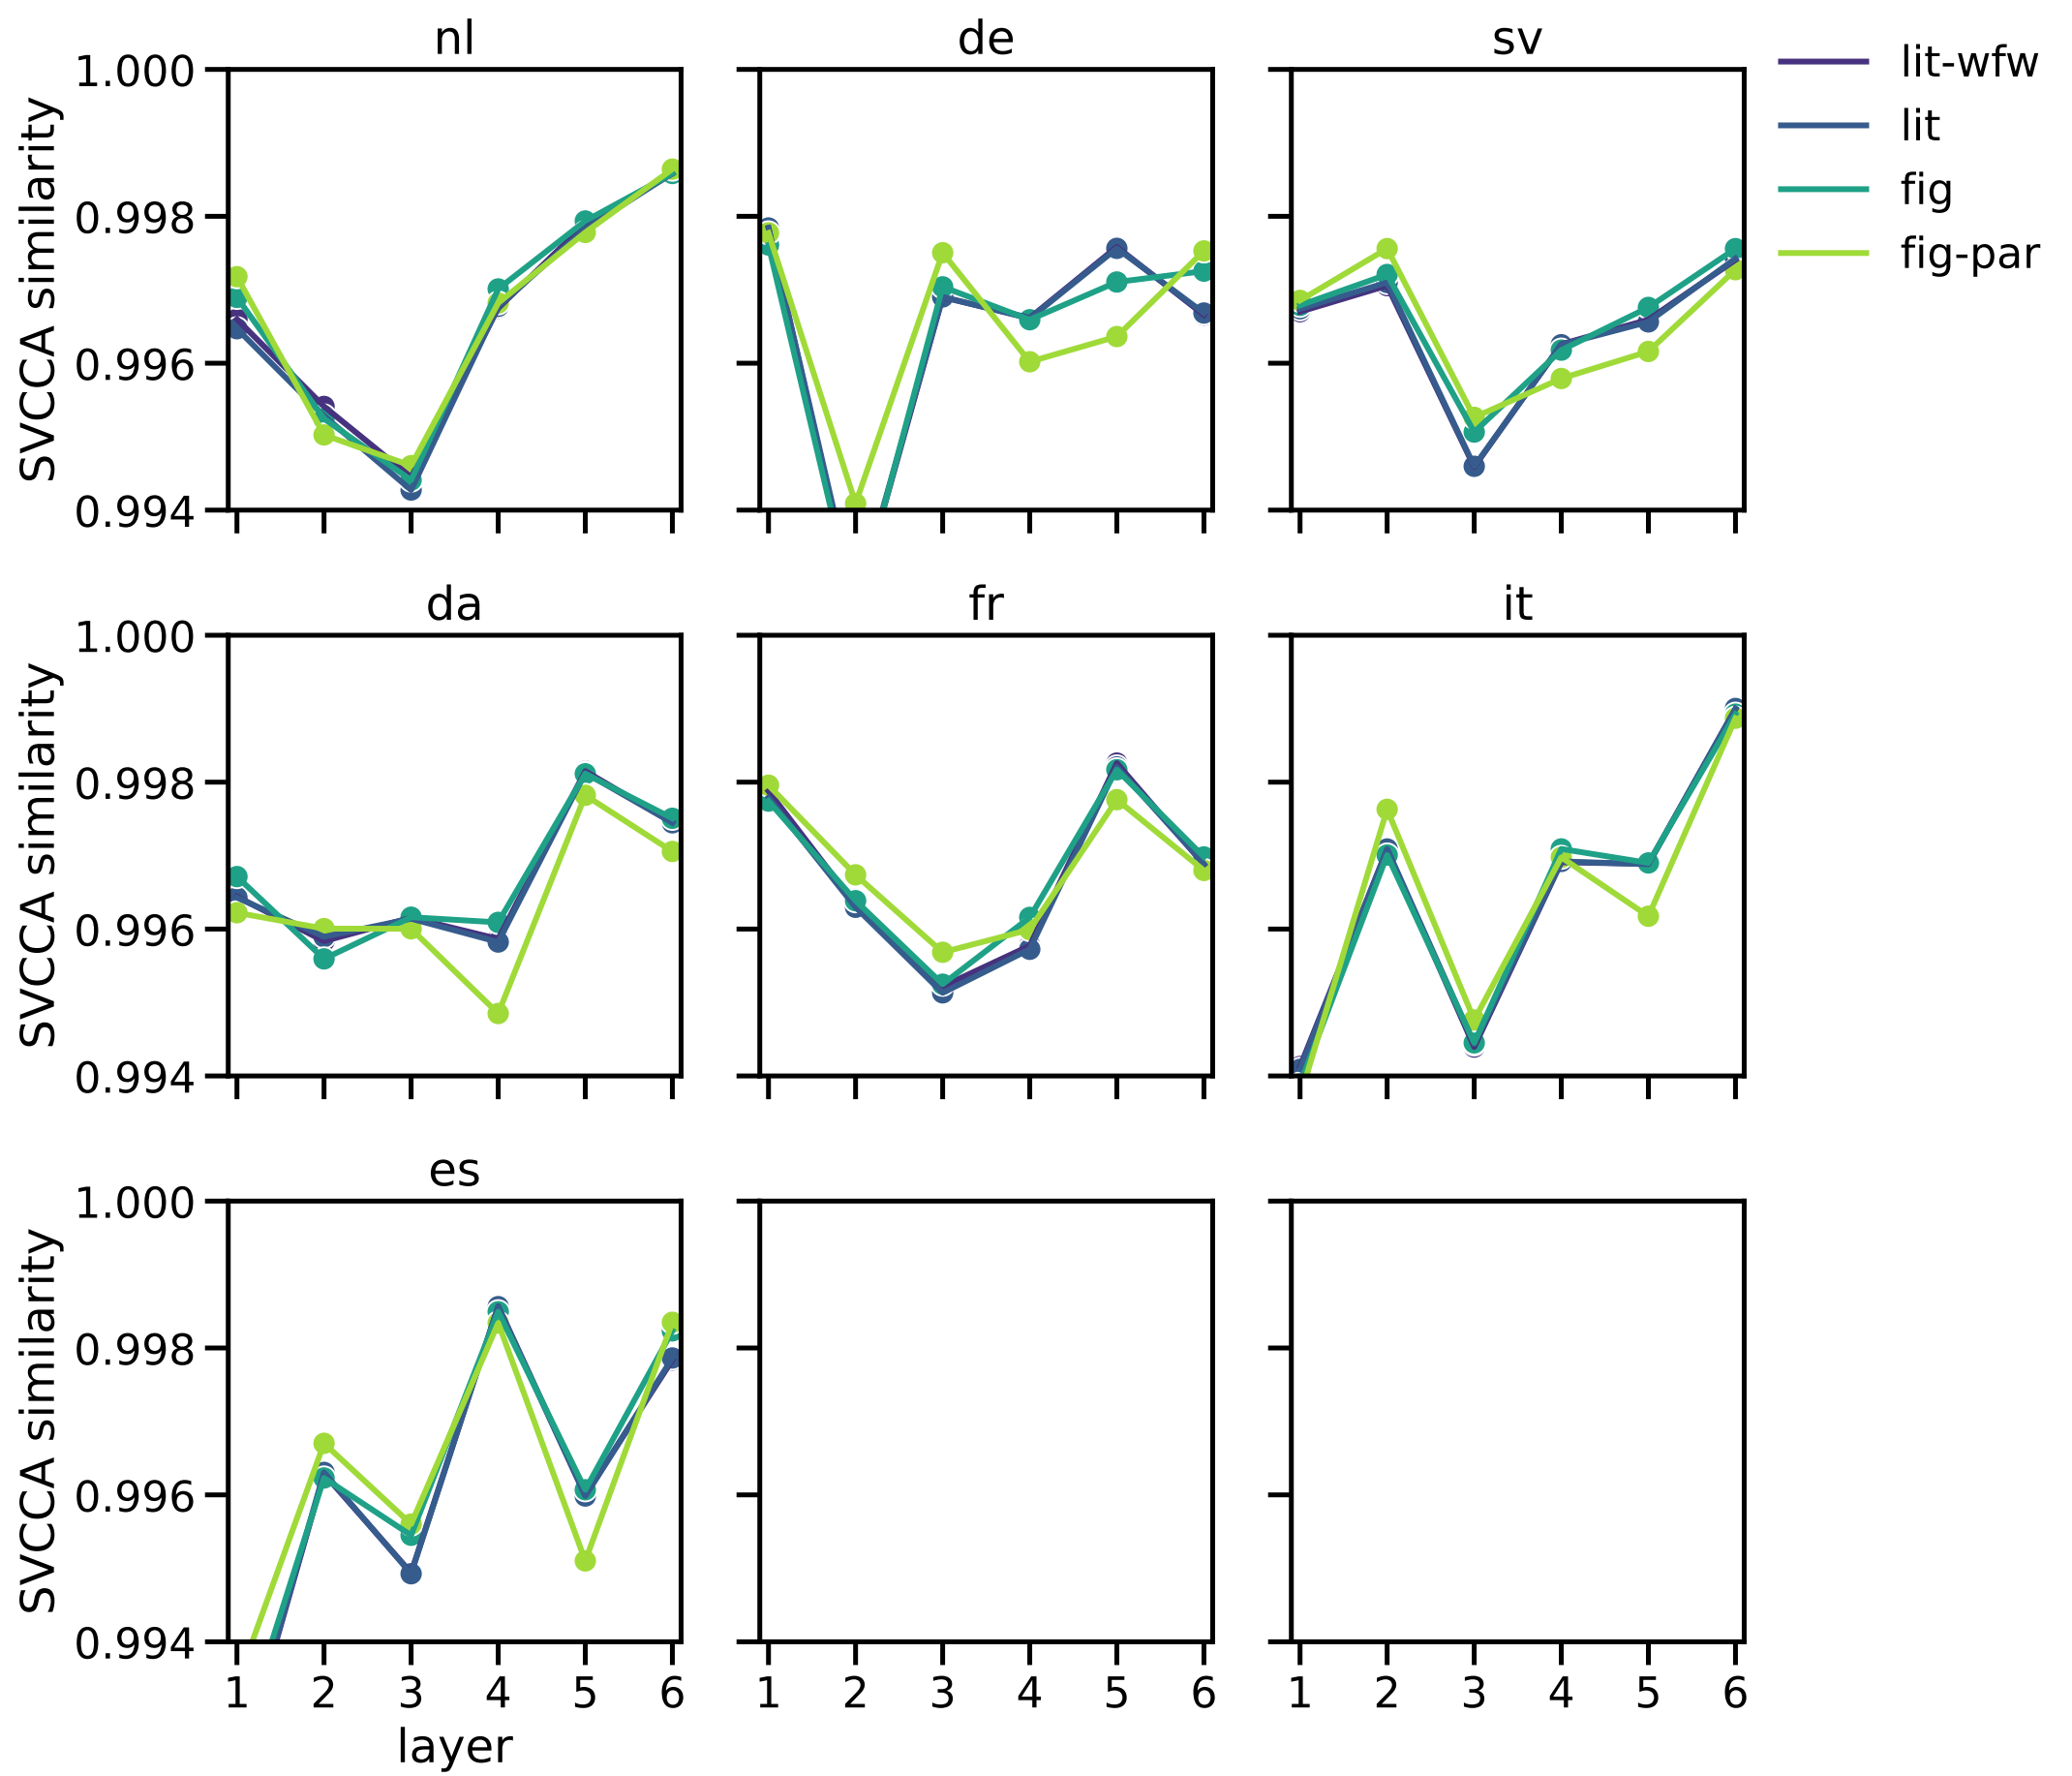 nl de sv
lit-wfw
lit
fig
fig-par
SVCCA similarity
1.000
0.998
0.996
0.994
da fr it
SVCCA similarity
1.000
0.998
0.996
0.994
es
SVCCA similarity
1.000
0.998
0.996
0.994
1 2 3 4 5 6 1 2 3 4 5 6 1 2 3 4 5 6
layer